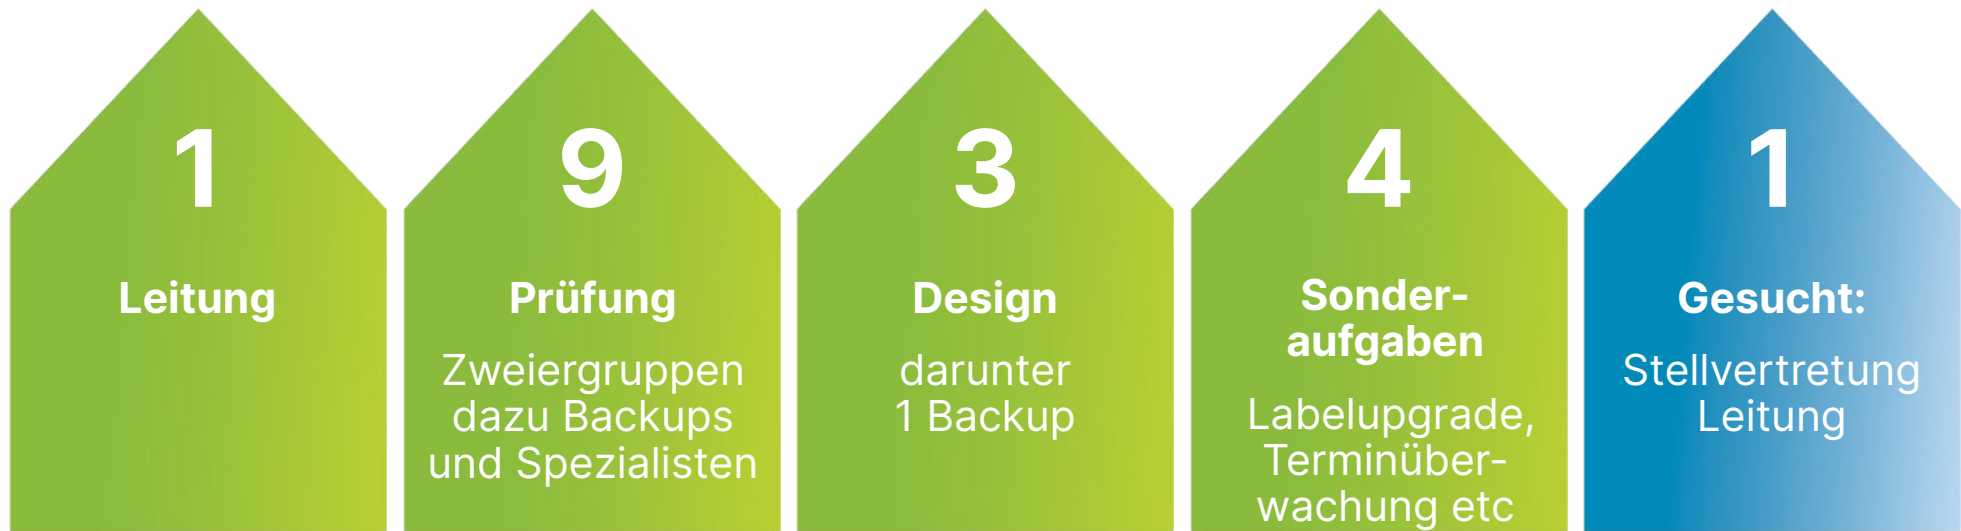 1
Leitung
9
Prüfung
Zweiergruppen
dazu Backups
und Spezialisten
3
Design
darunter
1 Backup
4
Sonder-
aufgaben
Labelupgrade,
Terminüber-
wachung etc
1
Gesucht:
Stellvertretung
Leitung